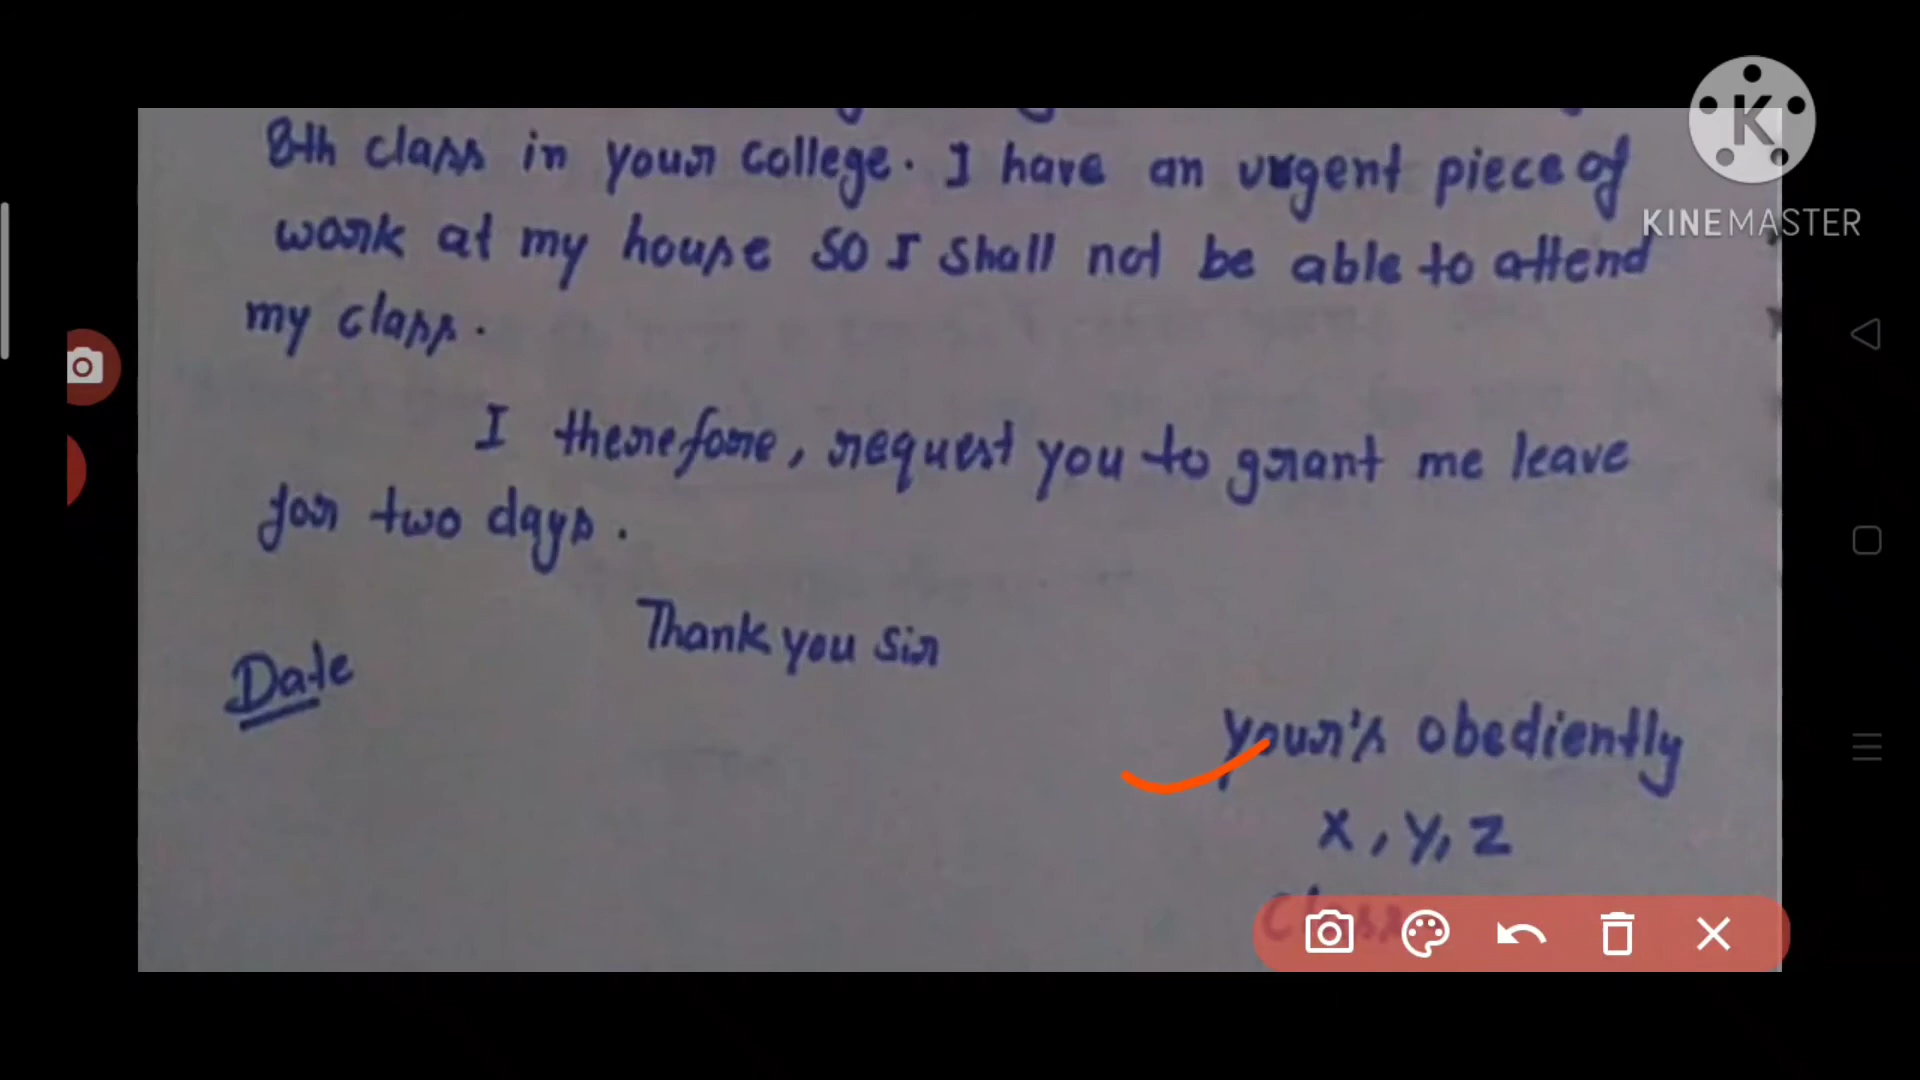 8th class in your college. I have an urgent piece of
work at my house so I shall not be able to attend
my class.
I therefore, request you to grant me leave
for two days.
Thank you sir
Date
your's obediently
x, y, z
Class
K
KINEMASTER